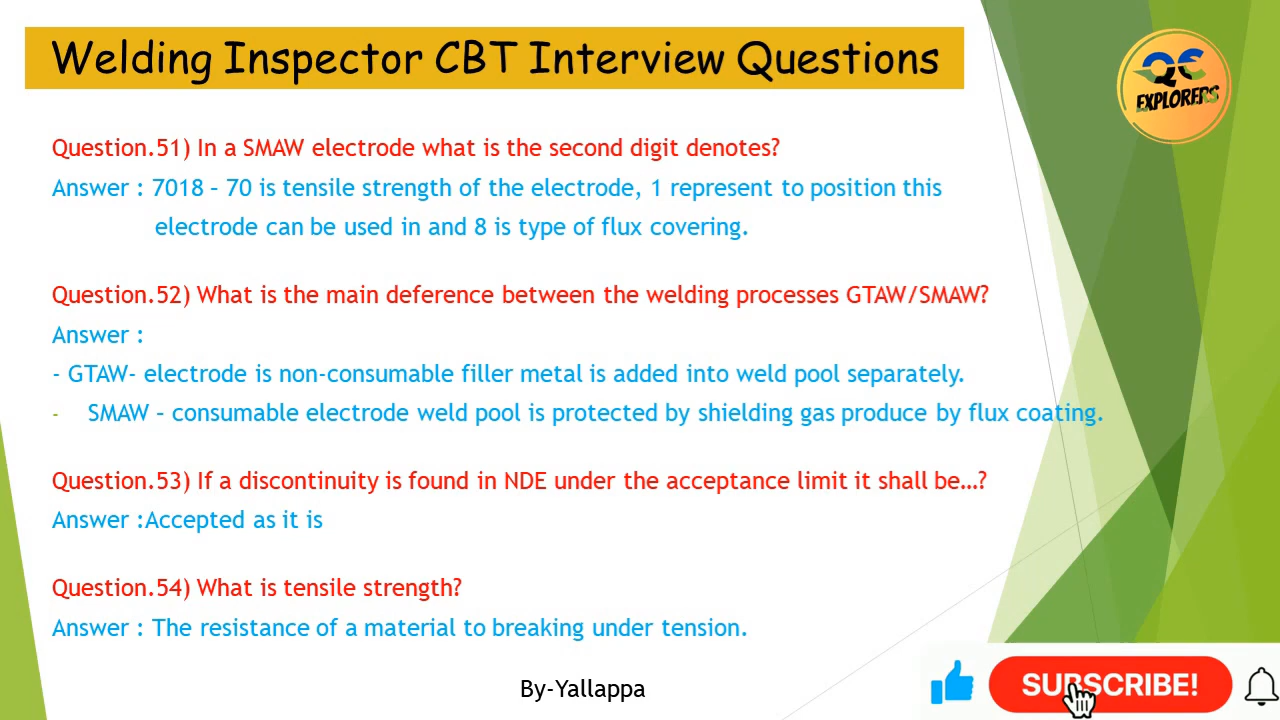 Welding Inspector CBT Interview Questions
QC
EXPLORERS
Question.51) In a SMAW electrode what is the second digit denotes?
Answer : 7018 – 70 is tensile strength of the electrode, 1 represent to position this
electrode can be used in and 8 is type of flux covering.
Question.52) What is the main deference between the welding processes GTAW/SMAW?
Answer :
- GTAW- electrode is non-consumable filler metal is added into weld pool separately.
- SMAW – consumable electrode weld pool is protected by shielding gas produce by flux coating.
Question.53) If a discontinuity is found in NDE under the acceptance limit it shall be…?
Answer :Accepted as it is
Question.54) What is tensile strength?
Answer : The resistance of a material to breaking under tension.
By-Yallappa
SUBSCRIBE!